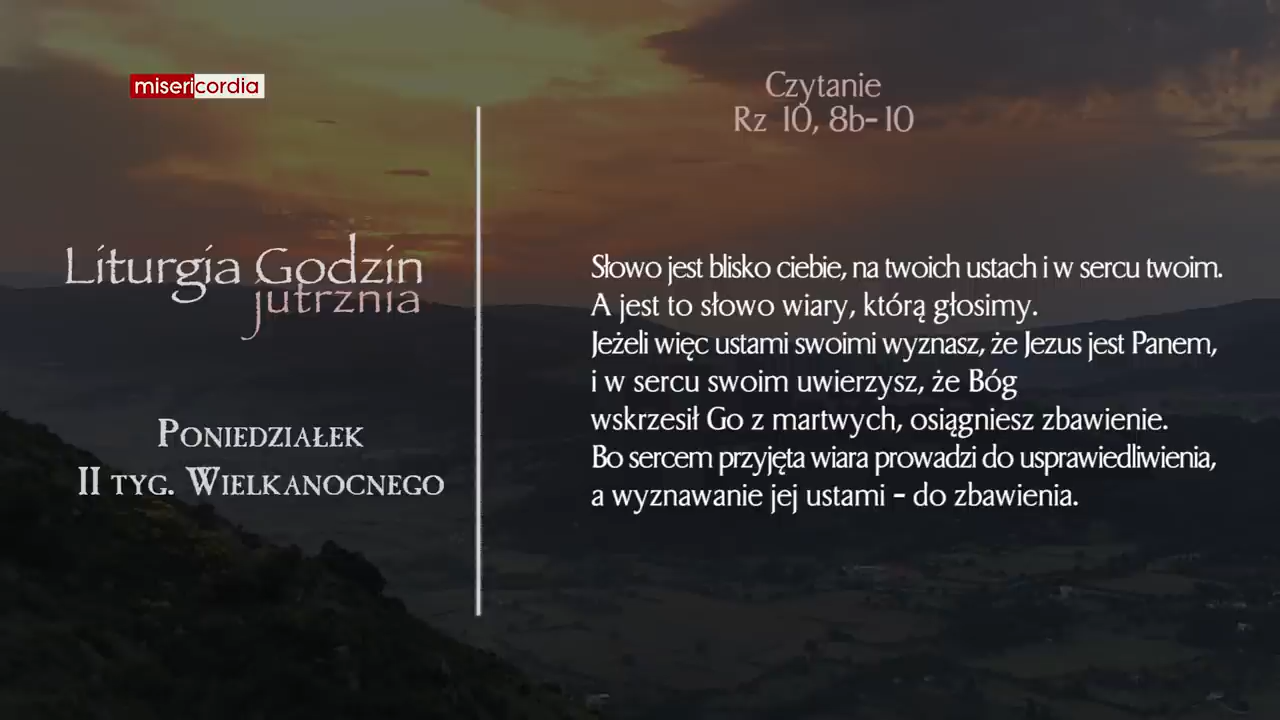 misericordia
Czytanie
Rz 10, 8b-10
Liturgia Godzin
jutrznia
Poniedziałek
II tyg. Wielkanocnego
Słowo jest blisko ciebie, na twoich ustach i w sercu twoim.
A jest to słowo wiary, którą głosimy.
Jeżeli więc ustami swoimi wyznasz, że Jezus jest Panem,
i w sercu swoim uwierzysz, że Bóg
wskrzesił Go z martwych, osiągniesz zbawienie.
Bo sercem przyjęta wiara prowadzi do usprawiedliwienia,
a wyznawanie jej ustami - do zbawienia.